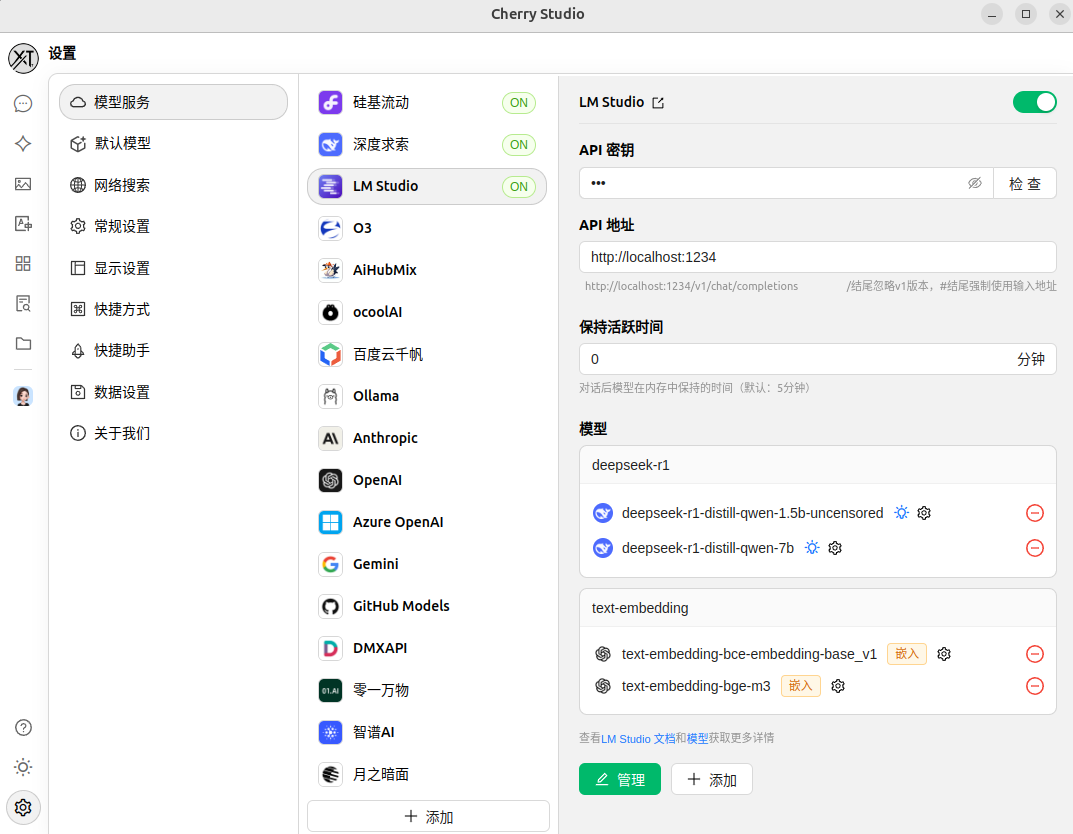 Cherry Studio
设置
模型服务
默认模型
网络搜索
常规设置
显示设置
快捷方式
快捷助手
数据设置
关于我们
硅基流动 ON
深度求索 ON
LM Studio ON
O3
AiHubMix
ocoolAI
百度云千帆
Ollama
Anthropic
OpenAI
Azure OpenAI
Gemini
GitHub Models
DMXAPI
01.AI 零一万物
智谱AI
月之暗面
添加
LM Studio
API 密钥
••• 检 查
API 地址
http://localhost:1234
http://localhost:1234/v1/chat/completions /结尾忽略v1版本，#结尾强制使用输入地址
保持活跃时间
0 分钟
对话后模型在内存中保持的时间（默认：5分钟）
模型
deepseek-r1
deepseek-r1-distill-qwen-1.5b-uncensored
deepseek-r1-distill-qwen-7b
text-embedding
text-embedding-bce-embedding-base_v1 嵌入
text-embedding-bge-m3 嵌入
查看LM Studio 文档和模型获取更多详情
管理 添加